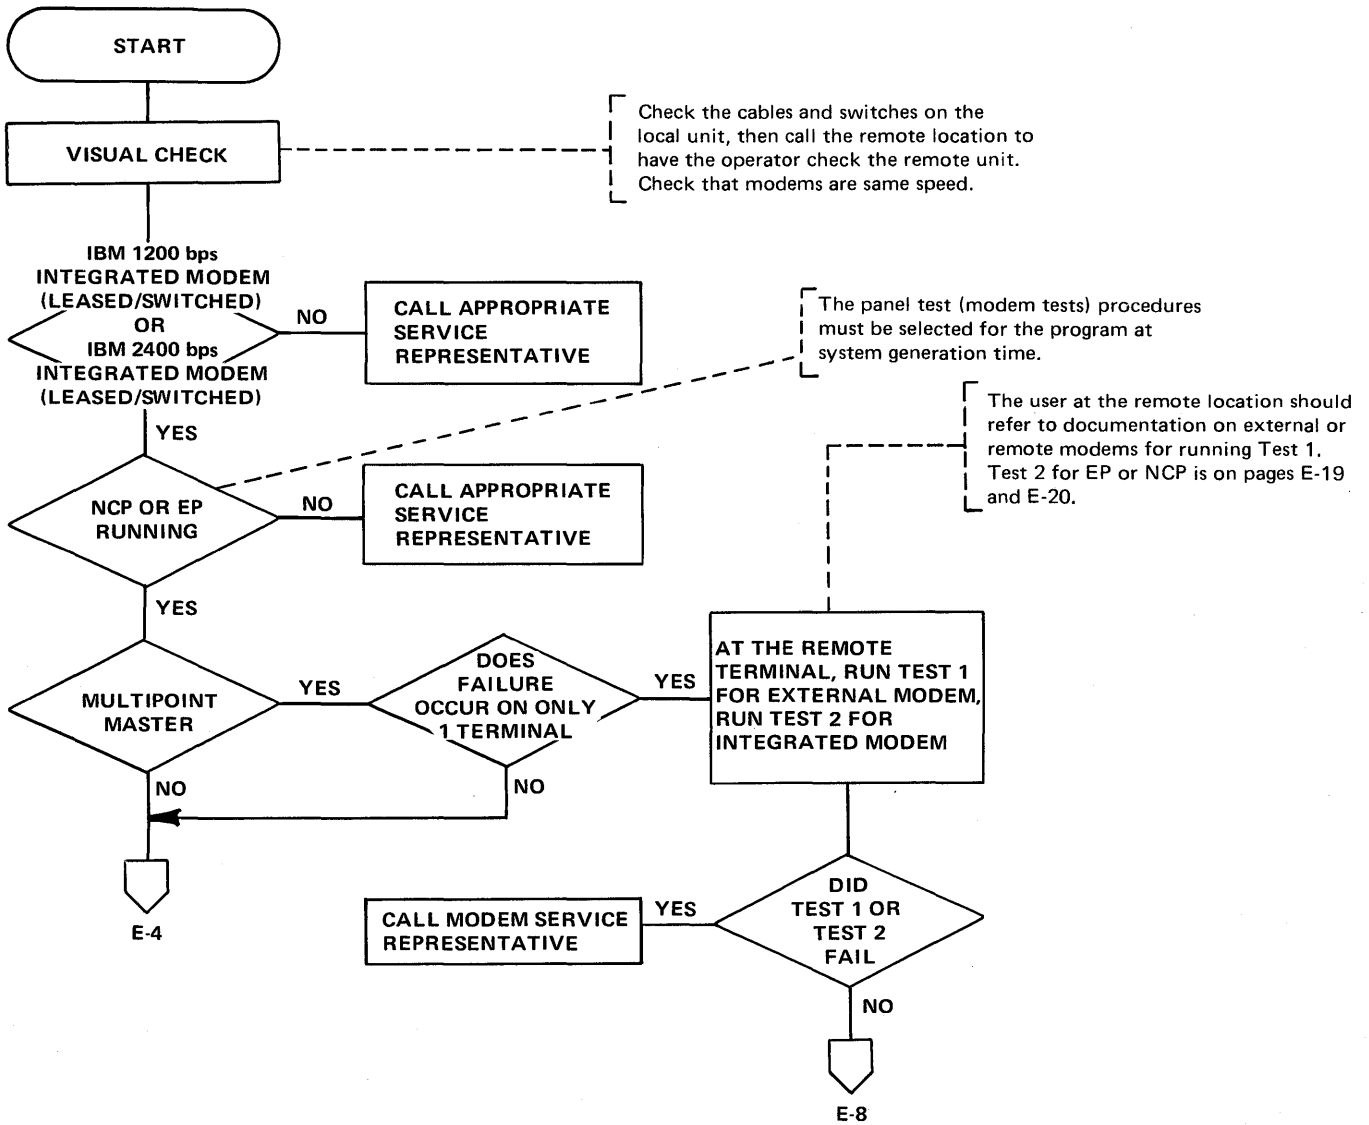 START
VISUAL CHECK
Check the cables and switches on the
local unit, then call the remote location to
have the operator check the remote unit.
Check that modems are same speed.
IBM 1200 bps
INTEGRATED MODEM
(LEASED/SWITCHED)
OR
IBM 2400 bps
INTEGRATED MODEM
(LEASED/SWITCHED)
NO
CALL APPROPRIATE
SERVICE
REPRESENTATIVE
The panel test (modem tests) procedures
must be selected for the program at
system generation time.
The user at the remote location should
refer to documentation on external or
remote modems for running Test 1.
Test 2 for EP or NCP is on pages E-19
and E-20.
YES
NCP OR EP
RUNNING
NO
CALL APPROPRIATE
SERVICE
REPRESENTATIVE
YES
MULTIPOINT
MASTER
YES
DOES
FAILURE
OCCUR ON ONLY
1 TERMINAL
YES
AT THE REMOTE
TERMINAL, RUN TEST 1
FOR EXTERNAL MODEM,
RUN TEST 2 FOR
INTEGRATED MODEM
NO
NO
E-4
DID
TEST 1 OR
TEST 2
FAIL
YES
CALL MODEM SERVICE
REPRESENTATIVE
NO
E-8